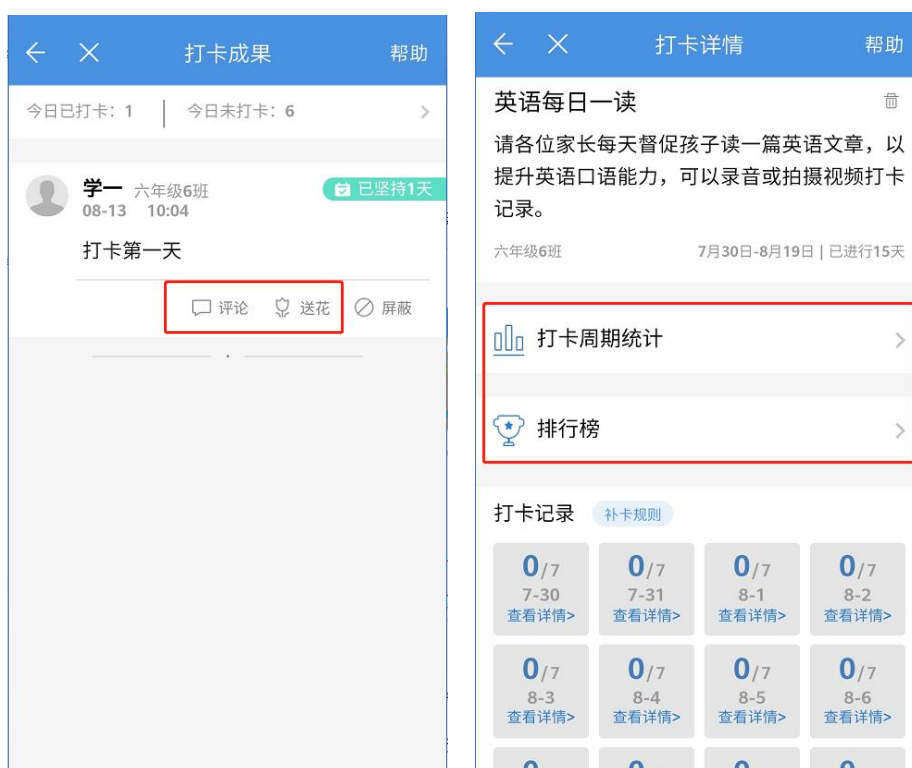 打卡成果
帮助
今日已打卡：1
今日未打卡：6
学一 六年级6班
已坚持1天
08-13 10:04
打卡第一天
评论 送花 屏蔽
打卡详情
帮助
英语每日一读
请各位家长每天督促孩子读一篇英语文章，以
提升英语口语能力，可以录音或拍摄视频打卡
记录。
六年级6班
7月30日-8月19日 | 已进行15天
打卡周期统计
排行榜
打卡记录 补卡规则
0/7 0/7 0/7 0/7
7-30 7-31 8-1 8-2
查看详情> 查看详情> 查看详情> 查看详情>
0/7 0/7 0/7 0/7
8-3 8-4 8-5 8-6
查看详情> 查看详情> 查看详情> 查看详情>